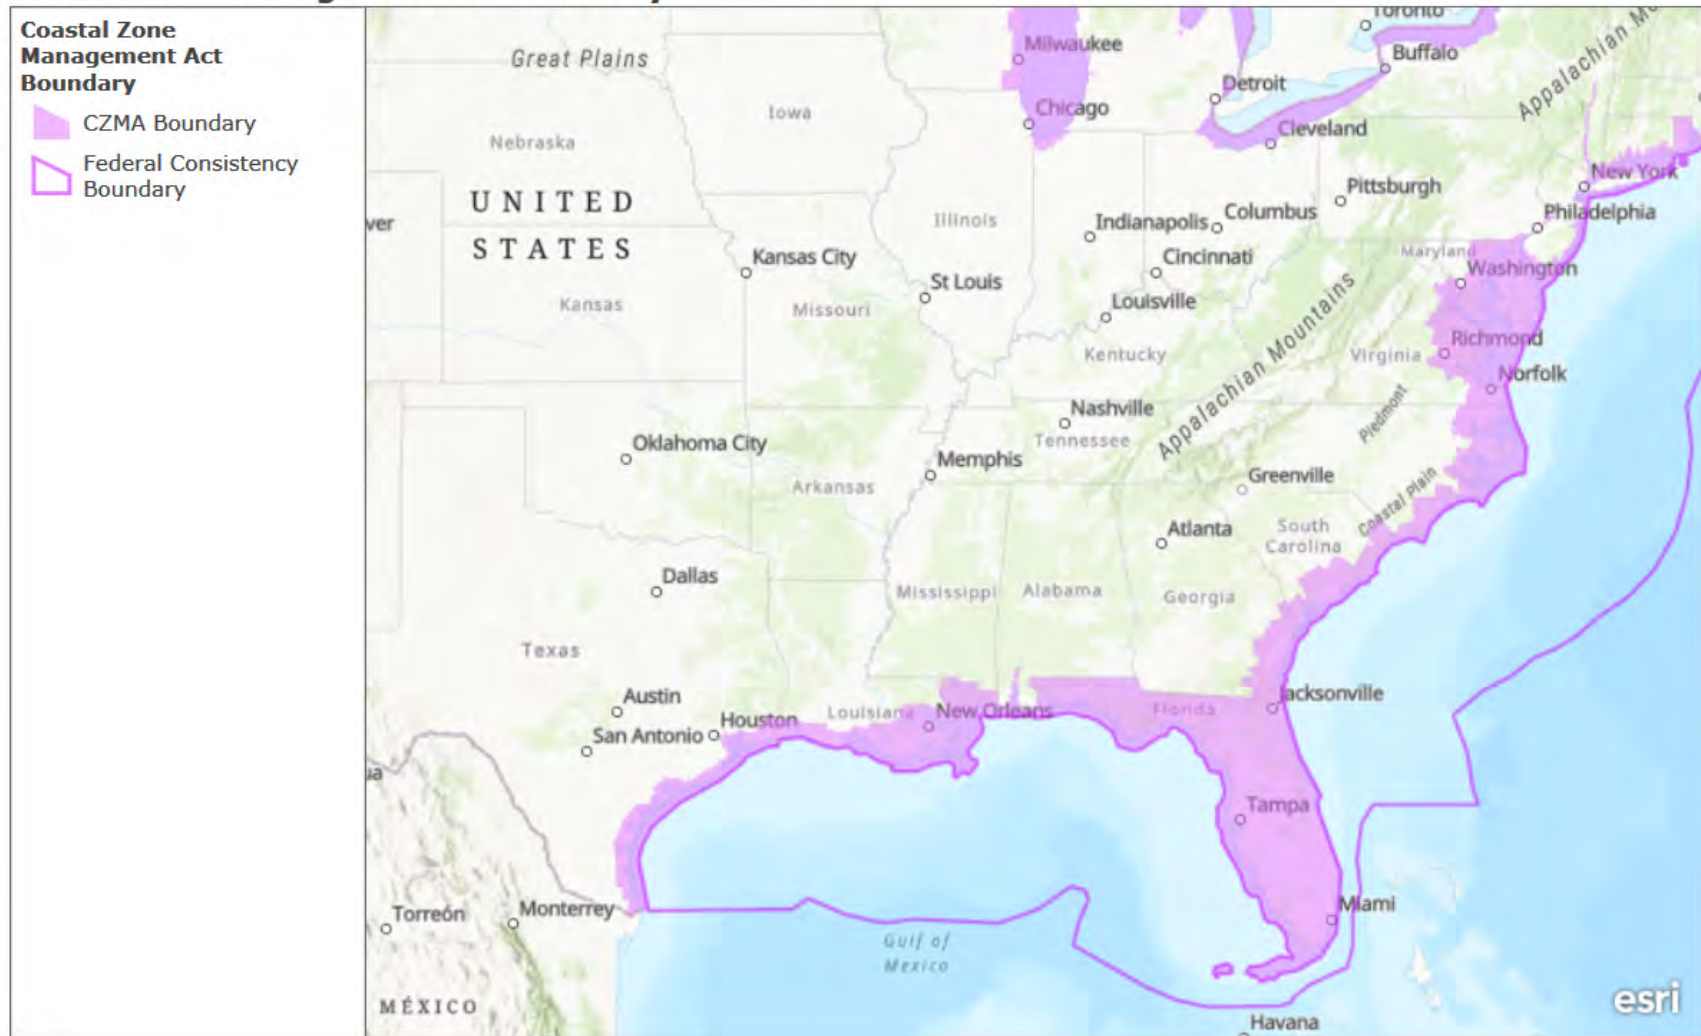 Coastal Zone
Management Act
Boundary
CZMA Boundary
Federal Consistency
Boundary
Toronto
Milwaukee
Great Plains
Buffalo
Appalachian
Detroit
Iowa
Chicago
Cleveland
Nebraska
New York
Pittsburgh
UNITED
STATES
Illinois
Indianapolis
Columbus
Philadelphia
ver
Maryland
Kansas City
Cincinnati
Washington
St Louis
Kansas
Missouri
Louisville
Appalachian Mountains
Richmond
Kentucky
Virginia
Norfolk
Nashville
Piedmont
Tennessee
Oklahoma City
Memphis
Greenville
Arkansas
Coastal Plain
Atlanta
South
Carolina
Dallas
Mississippi
Alabama
Georgia
Texas
Austin
Jacksonville
Houston
Louisiana
New Orleans
Florida
San Antonio
ua
Tampa
Miami
Torreón
Monterrey
Gulf of
Mexico
MÉXICO
esri
Havana